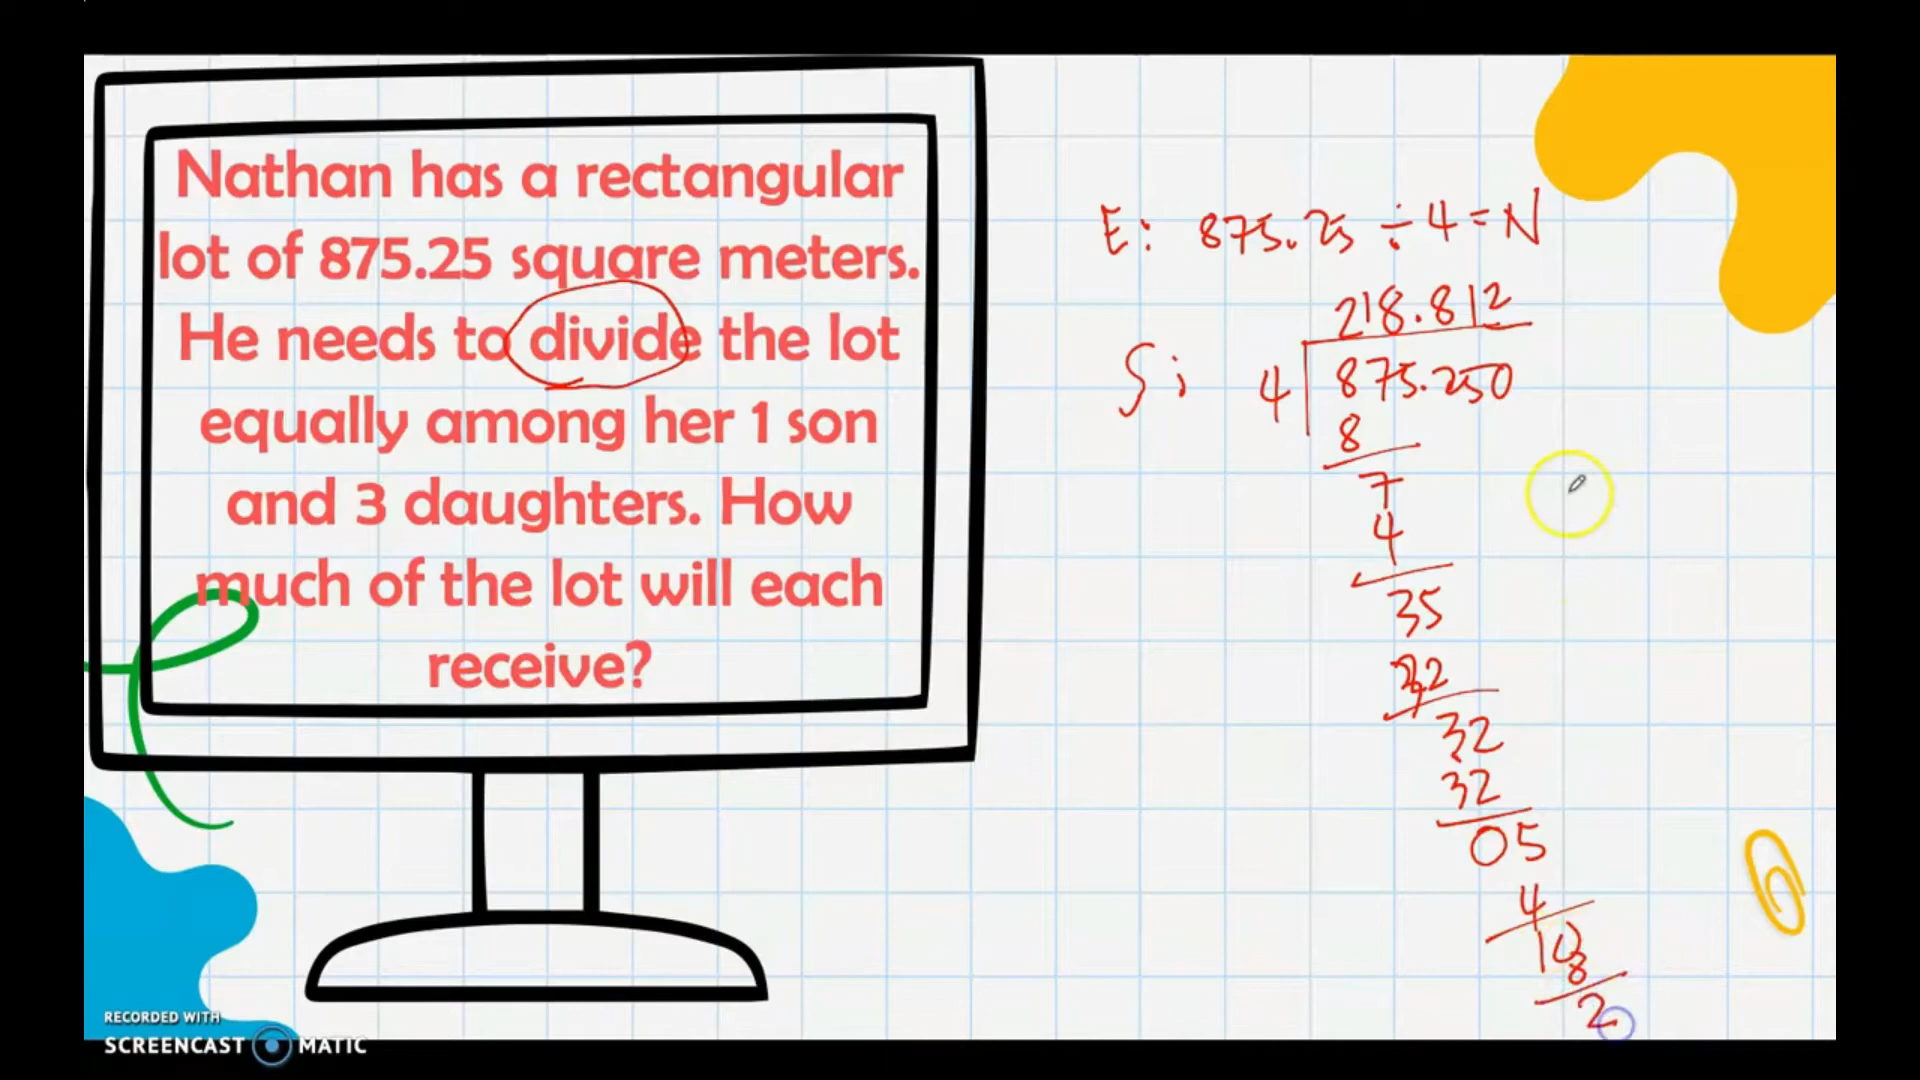 Nathan has a rectangular
lot of 875.25 square meters.
He needs to divide the lot
equally among her 1 son
and 3 daughters. How
much of the lot will each
receive?
E: 875.25 ÷ 4 = N
218.812
S: 4 875.250
8
7
4
35
32
32
32
05
4
10
8
2
RECORDED WITH
SCREENCAST MATIC